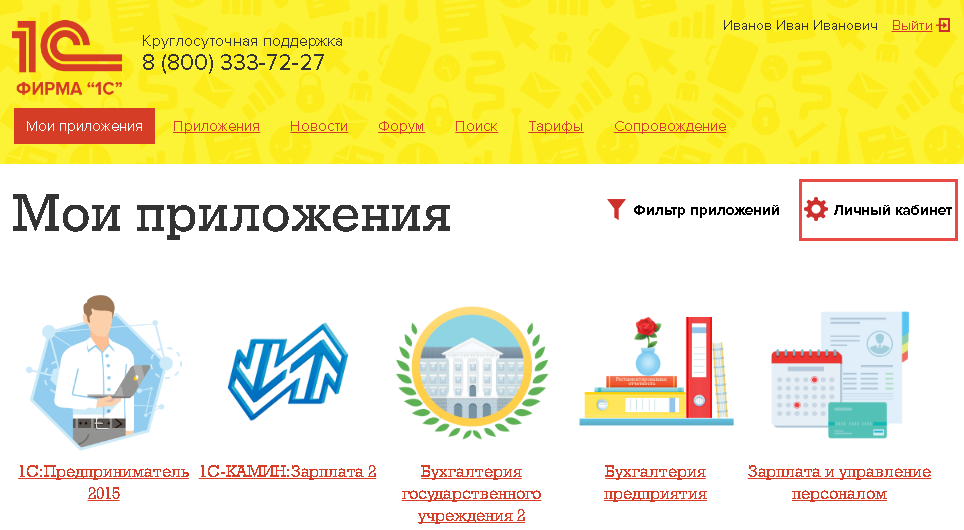 Иванов Иван Иванович Выйти
1С
ФИРМА “1С”
Круглосуточная поддержка
8 (800) 333-72-27
Мои приложения Приложения Новости Форум Поиск Тарифы Сопровождение
Мои приложения
Фильтр приложений Личный кабинет
Регламентированная
отчетность
1С:Предприниматель
2015
1С-КАМИН:Зарплата 2
Бухгалтерия
государственного
учреждения 2
Бухгалтерия
предприятия
Зарплата и управление
персоналом